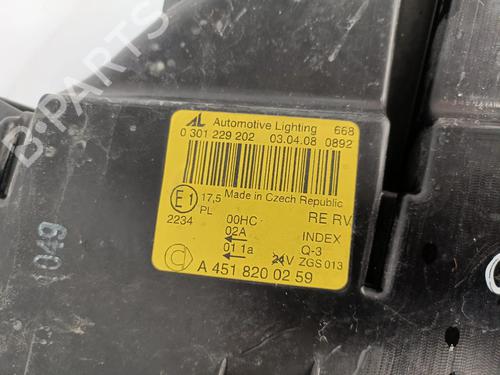 B-PARTS
AL Automotive Lighting 668
0 301 229 202 03.04.08 0892
E1 17,5 Made in Czech Republic
PL
2234 00HC RE RV
02A INDEX
01 1a Q-3
24V ZGS 013
A 451 820 02 59
049